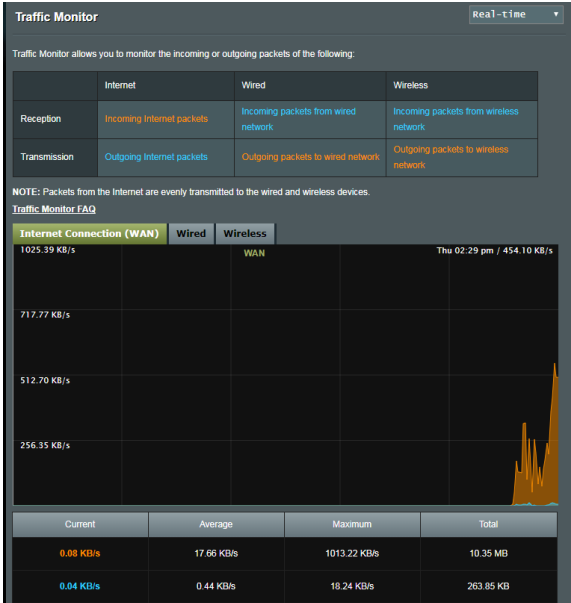 Traffic Monitor
Real-time
Traffic Monitor allows you to monitor the incoming or outgoing packets of the following:
Internet Wired Wireless
Reception Incoming Internet packets Incoming packets from wired network Incoming packets from wireless network
Transmission Outgoing Internet packets Outgoing packets to wired network Outgoing packets to wireless network
NOTE: Packets from the Internet are evenly transmitted to the wired and wireless devices.
Traffic Monitor FAQ
Internet Connection (WAN) Wired Wireless
1025.39 KB/s WAN Thu 02:29 pm / 454.10 KB/s
717.77 KB/s
512.70 KB/s
256.35 KB/s
Current Average Maximum Total
0.08 KB/s 17.66 KB/s 1013.22 KB/s 10.35 MB
0.04 KB/s 0.44 KB/s 18.24 KB/s 263.85 KB